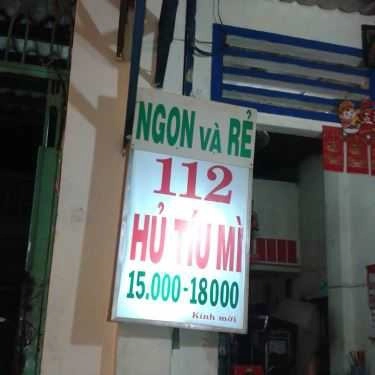 NGON VÀ RẺ
112
HỦ TÍU MÌ
15.000-18000
Kính mời